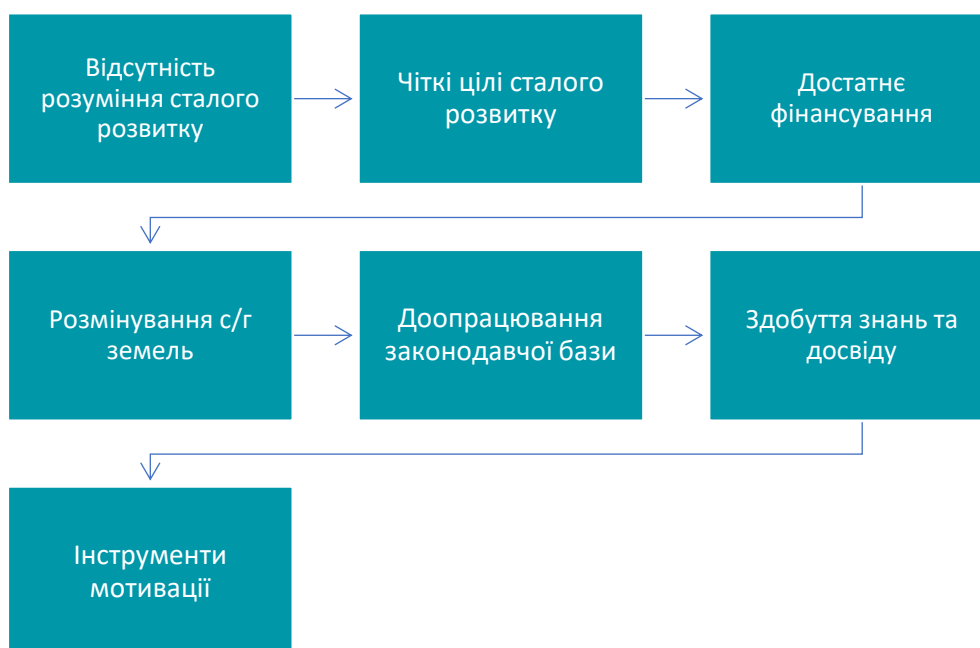 Відсутність
розуміння сталого
розвитку
Чіткі цілі сталого
розвитку
Достатнє
фінансування
Розмінування с/г
земель
Доопрацювання
законодавчої бази
Здобуття знань та
досвіду
Інструменти
мотивації